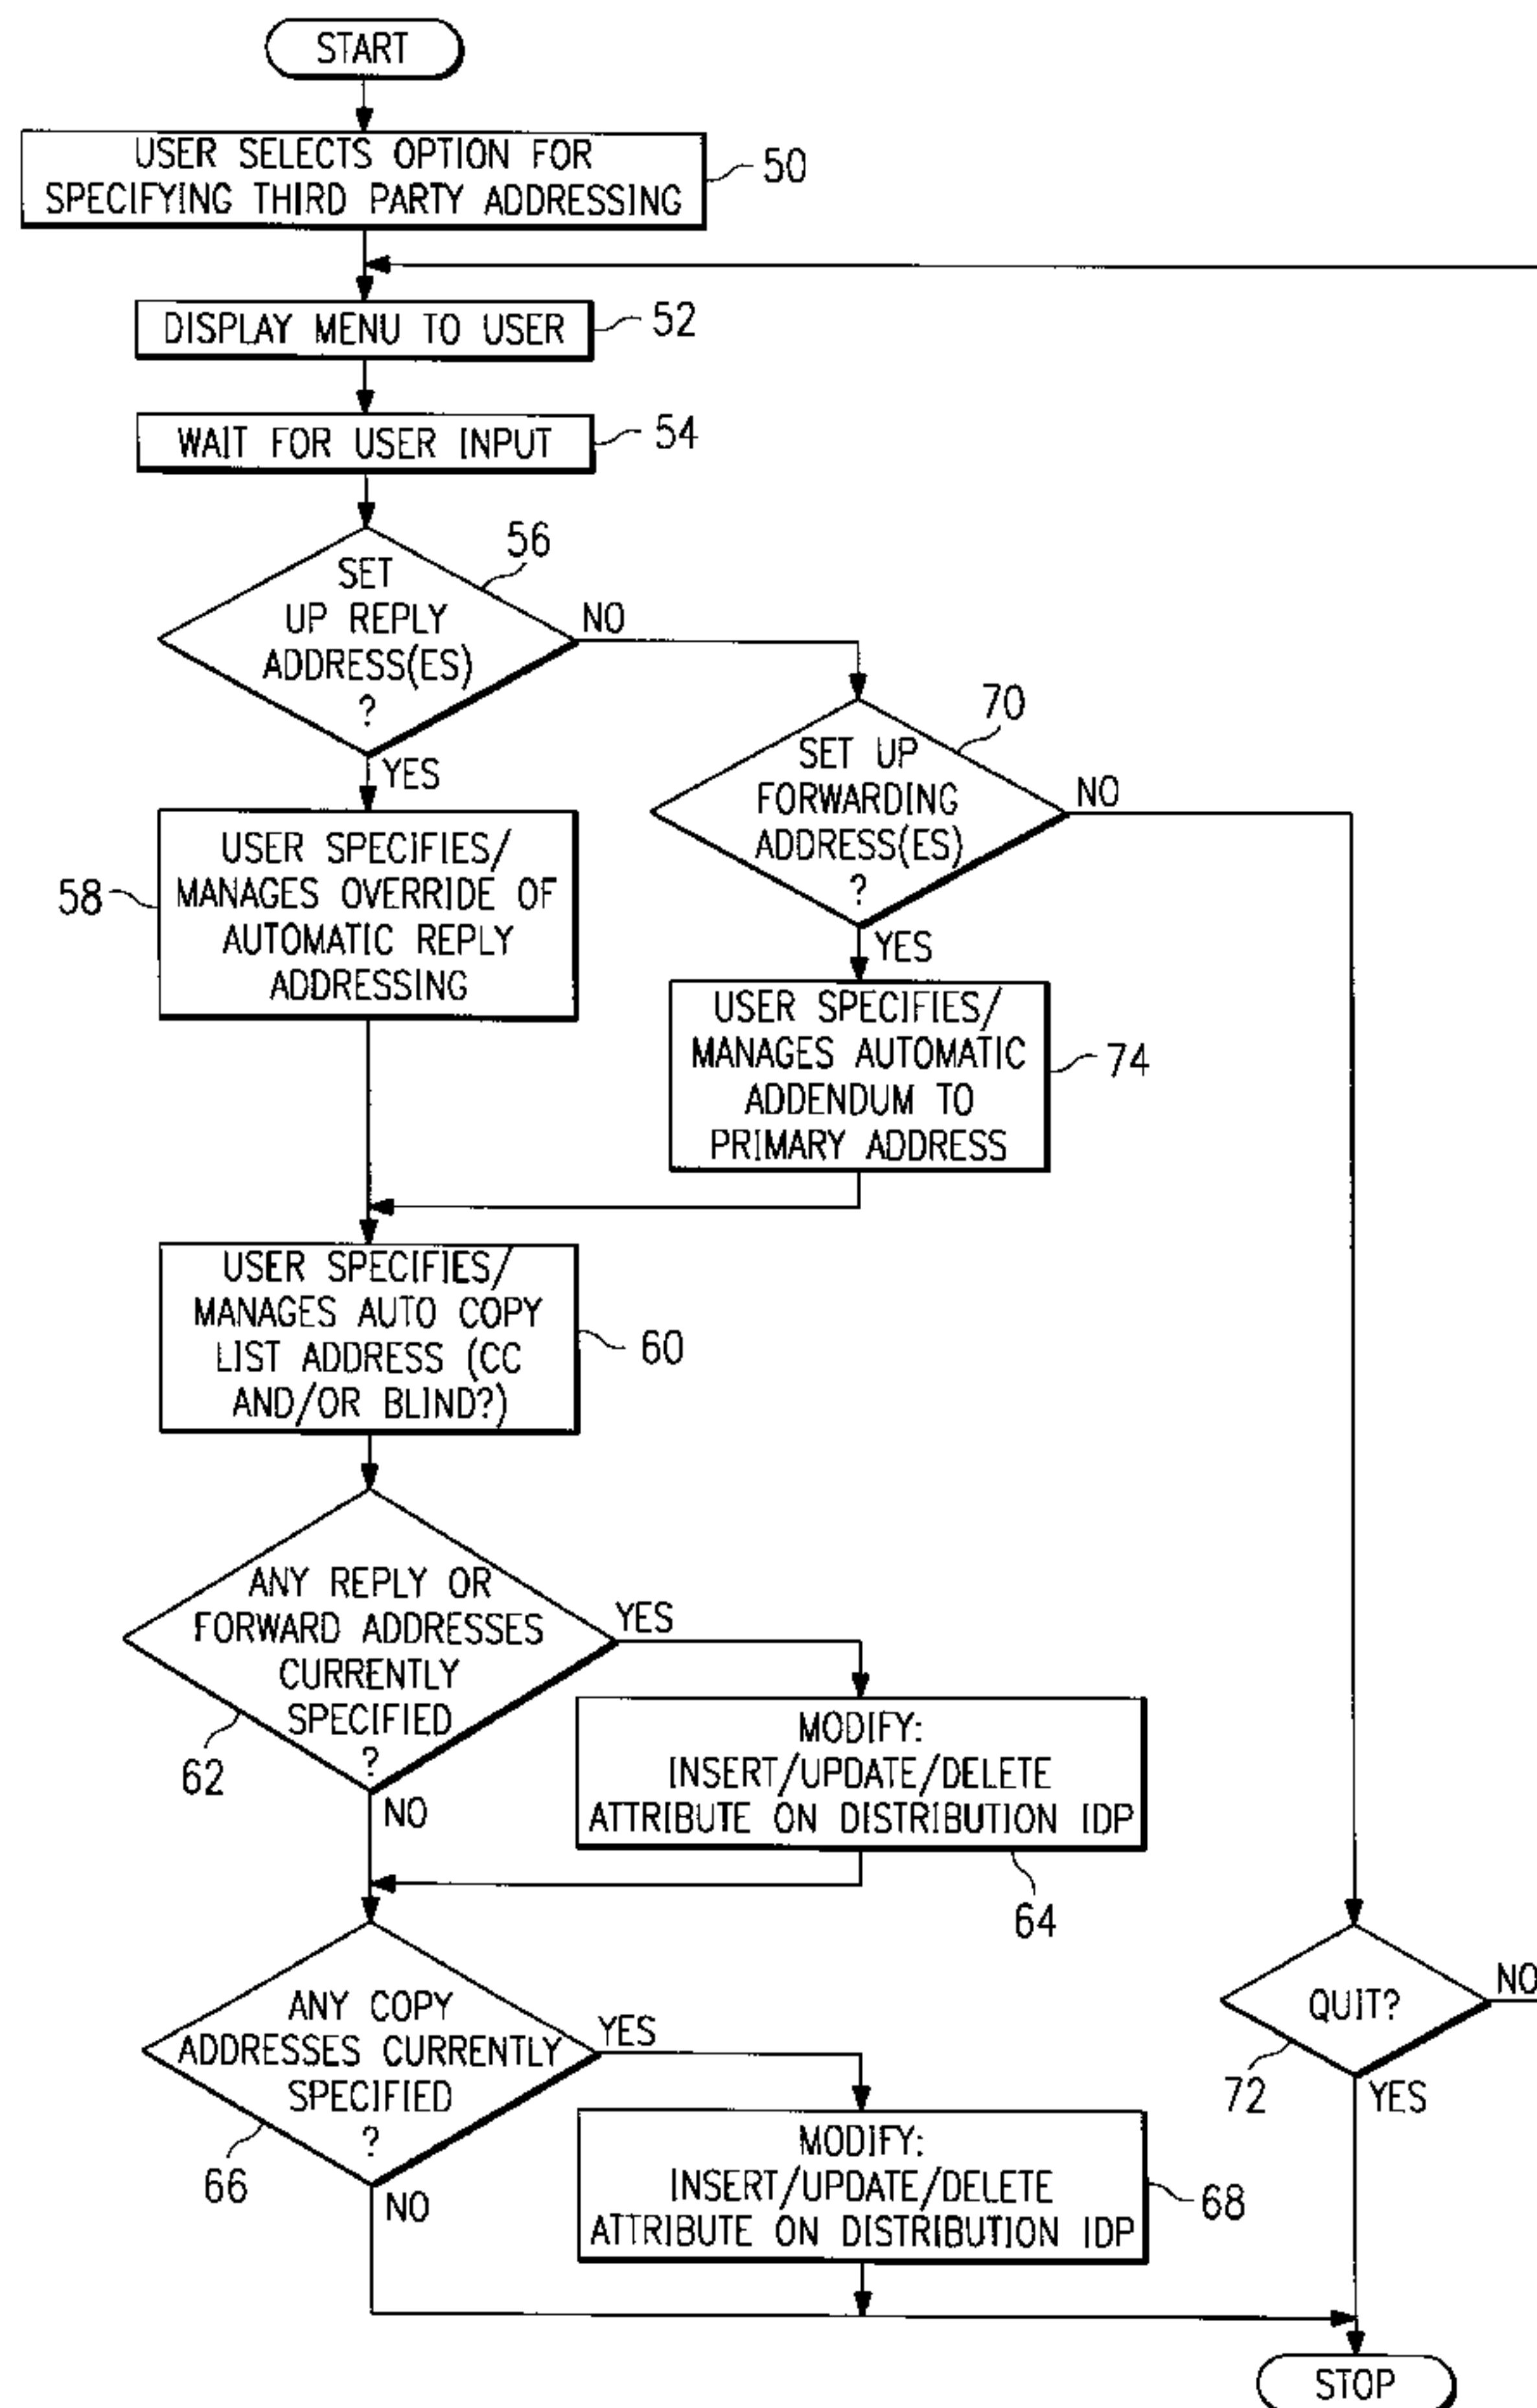 START
USER SELECTS OPTION FOR
SPECIFYING THIRD PARTY ADDRESSING
50
DISPLAY MENU TO USER
52
WAIT FOR USER INPUT
54
56
SET
UP REPLY
ADDRESS(ES)
?
NO
YES
70
SET UP
FORWARDING
ADDRESS(ES)
?
NO
YES
58
USER SPECIFIES/
MANAGES OVERRIDE OF
AUTOMATIC REPLY
ADDRESSING
USER SPECIFIES/
MANAGES AUTOMATIC
ADDENDUM TO
PRIMARY ADDRESS
74
USER SPECIFIES/
MANAGES AUTO COPY
LIST ADDRESS (CC
AND/OR BLIND?)
60
ANY REPLY OR
FORWARD ADDRESSES
CURRENTLY
SPECIFIED
?
62
YES
NO
MODIFY:
INSERT/UPDATE/DELETE
ATTRIBUTE ON DISTRIBUTION IDP
64
ANY COPY
ADDRESSES CURRENTLY
SPECIFIED
?
66
YES
NO
MODIFY:
INSERT/UPDATE/DELETE
ATTRIBUTE ON DISTRIBUTION IDP
68
QUIT?
NO
72
YES
STOP